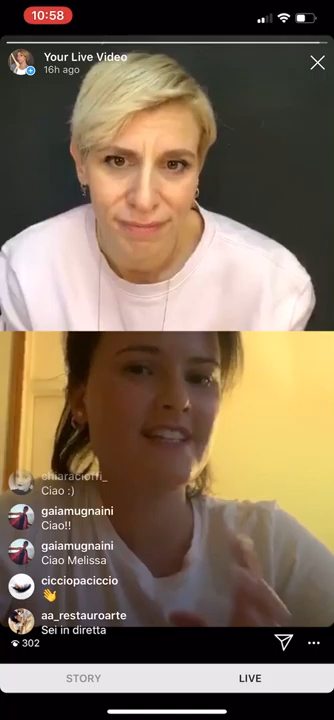 10:58
Your Live Video
16h ago
chiaracioffi_
Ciao :)
gaiamugnaini
Ciao!!
gaiamugnaini
Ciao Melissa
cicciopaciccio
👋
aa_restauroarte
Sei in diretta
302
STORY
LIVE